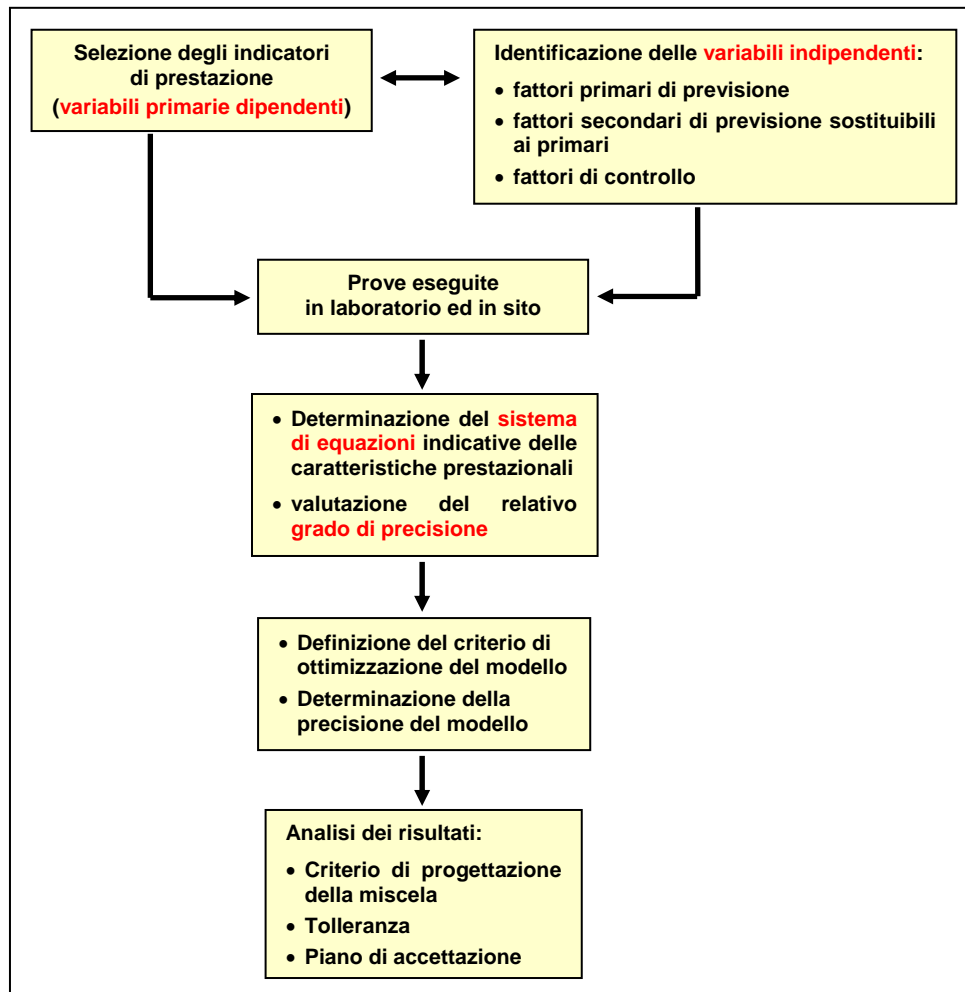 Selezione degli indicatori
di prestazione
(variabili primarie dipendenti)
Identificazione delle variabili indipendenti:
• fattori primari di previsione
• fattori secondari di previsione sostituibili
ai primari
• fattori di controllo
Prove eseguite
in laboratorio ed in sito
• Determinazione del sistema
di equazioni indicative delle
caratteristiche prestazionali
• valutazione del relativo
grado di precisione
• Definizione del criterio di
ottimizzazione del modello
• Determinazione della
precisione del modello
Analisi dei risultati:
• Criterio di progettazione
della miscela
• Tolleranza
• Piano di accettazione